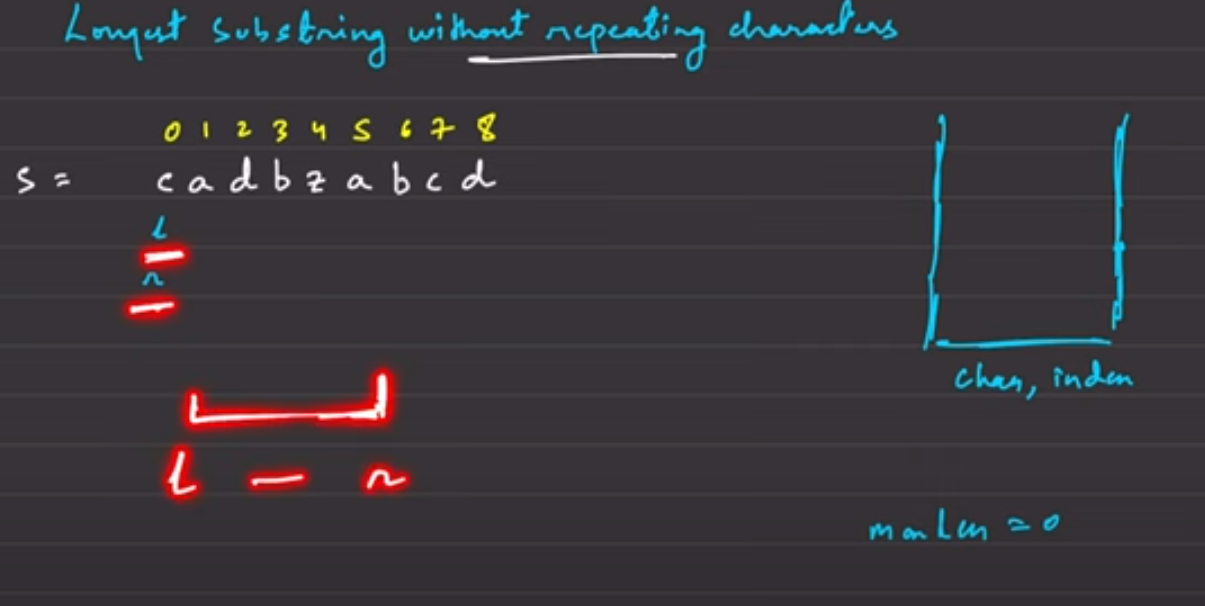 Longest Substring without repeating characters
0 1 2 3 4 5 6 7 8
s = c a d b z a b c d
l
r
l — r
char, index
maxLen = 0